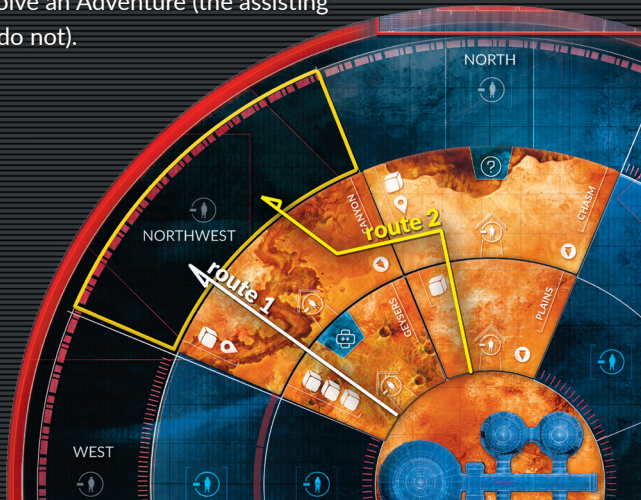 olve an Adventure (the assisting
do not).
NORTH
?
NORTHWEST
CANYON
route 2
CHASM
route 1
GEYSERS
PLAINS
WEST